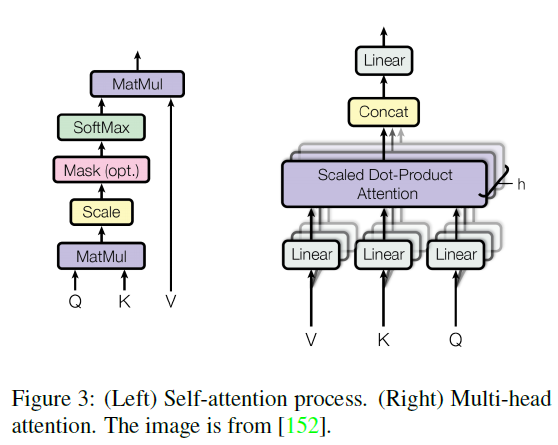 MatMul
SoftMax
Mask (opt.)
Scale
MatMul
Q K V
Linear
Concat
Scaled Dot-Product
Attention
h
Linear Linear Linear
V K Q
Figure 3: (Left) Self-attention process. (Right) Multi-head
attention. The image is from [152].